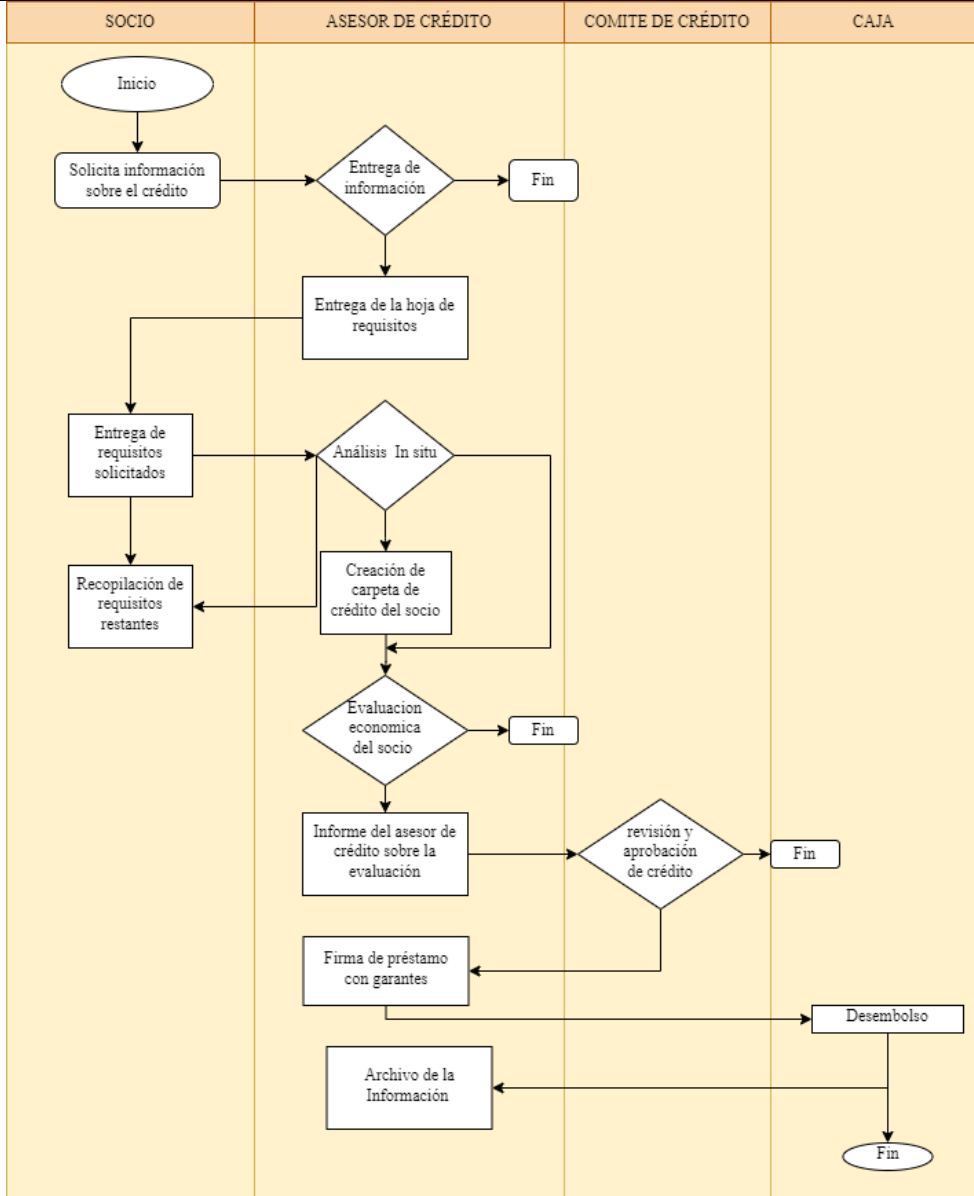 SOCIO
ASESOR DE CRÉDITO
COMITE DE CRÉDITO
CAJA
Inicio
Solicita información
sobre el crédito
Entrega de
información
Fin
Entrega de la hoja de
requisitos
Entrega de
requisitos
solicitados
Análisis In situ
Recopilación de
requisitos
restantes
Creación de
carpeta de
crédito del socio
Evaluacion
economica
del socio
Fin
Informe del asesor de
crédito sobre la
evaluación
revisión y
aprobación
de crédito
Fin
Firma de préstamo
con garantes
Desembolso
Archivo de la
Información
Fin